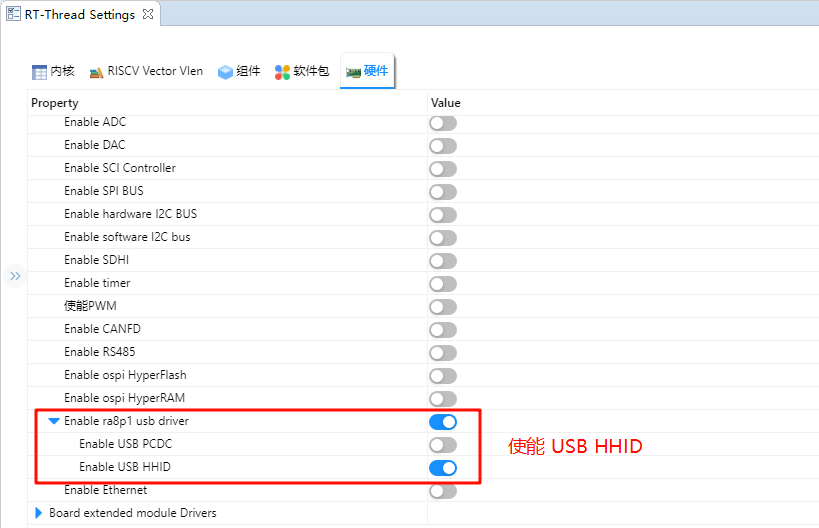 RT-Thread Settings
内核 RISCV Vector Vlen 组件 软件包 硬件
Property Value
Enable ADC
Enable DAC
Enable SCI Controller
Enable SPI BUS
Enable hardware I2C BUS
Enable software I2C bus
Enable SDHI
Enable timer
使能PWM
Enable CANFD
Enable RS485
Enable ospi HyperFlash
Enable ospi HyperRAM
Enable ra8p1 usb driver
Enable USB PCDC
使能 USB HHID
Enable USB HHID
Enable Ethernet
Board extended module Drivers